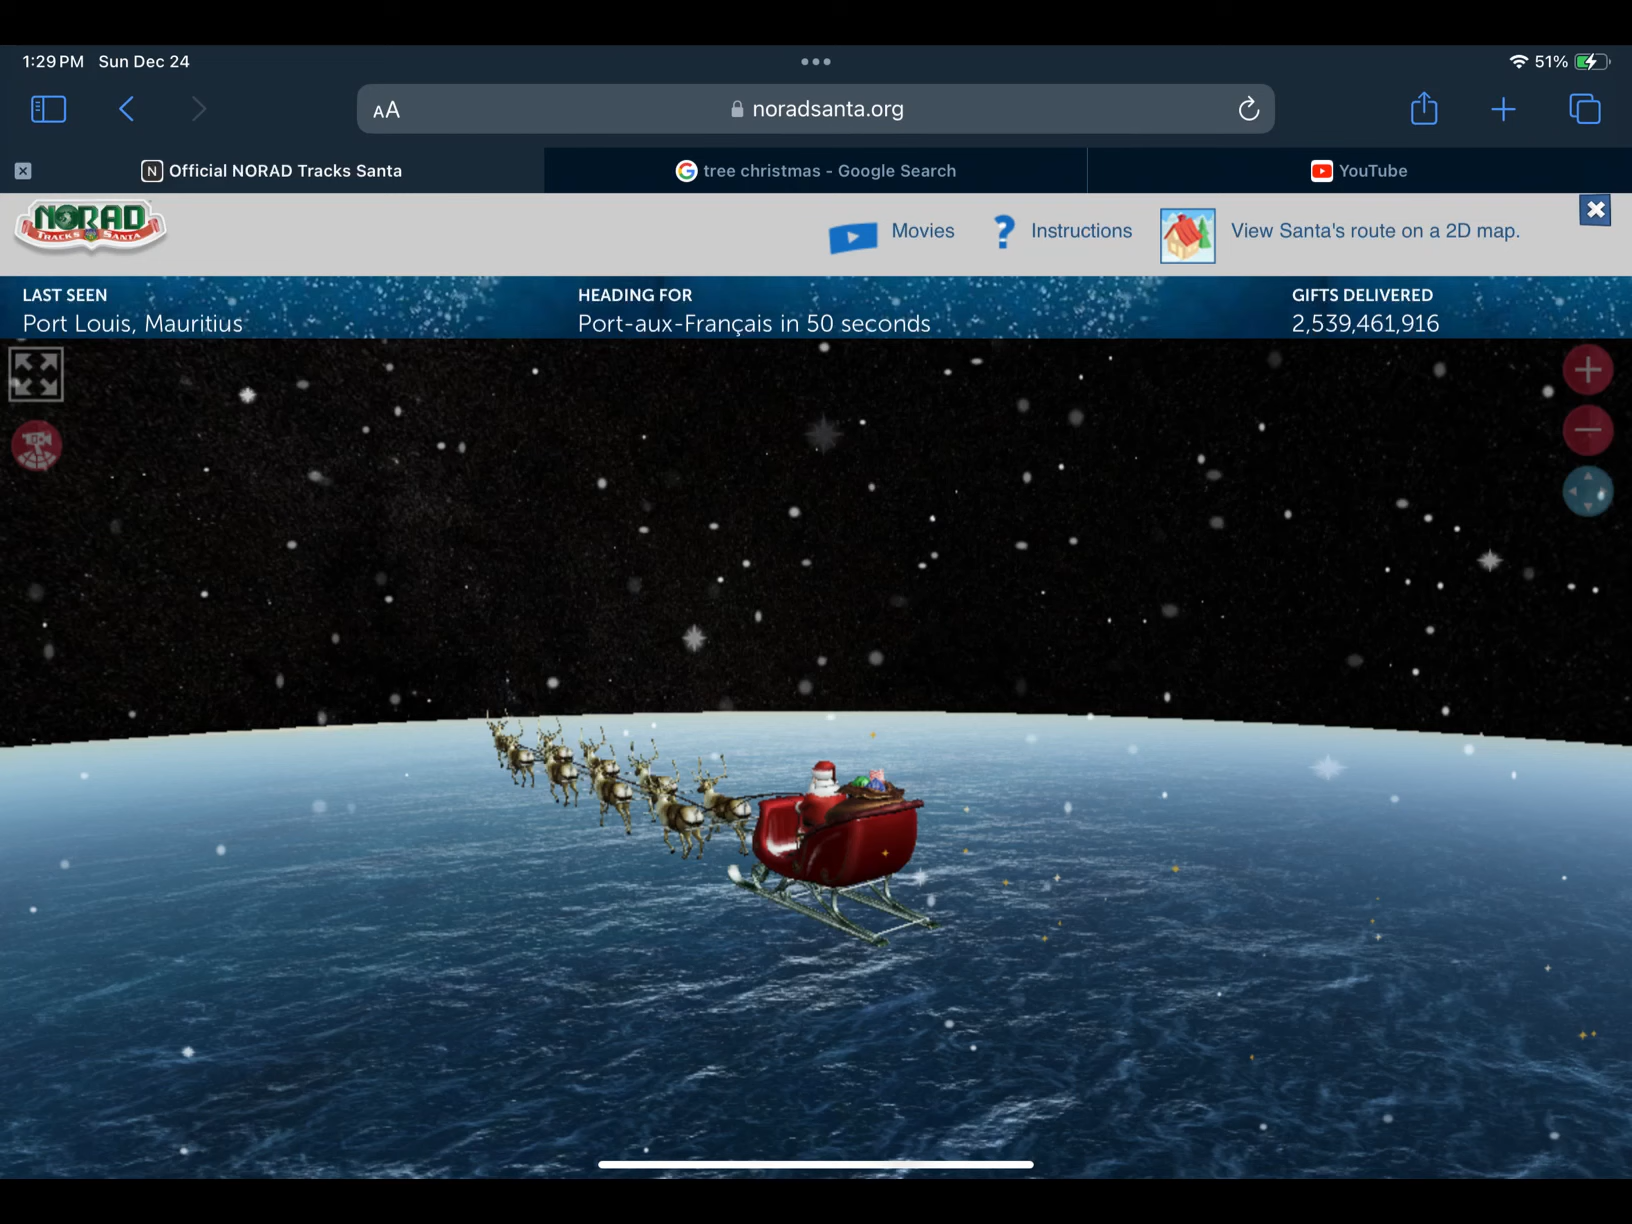 1:29 PM Sun Dec 24
51%
AA
noradsanta.org
N
Official NORAD Tracks Santa
tree christmas - Google Search
YouTube
NORAD
TRACKS SANTA
Movies
? Instructions
View Santa's route on a 2D map.
LAST SEEN
Port Louis, Mauritius
HEADING FOR
Port-aux-Français in 50 seconds
GIFTS DELIVERED
2,539,461,916